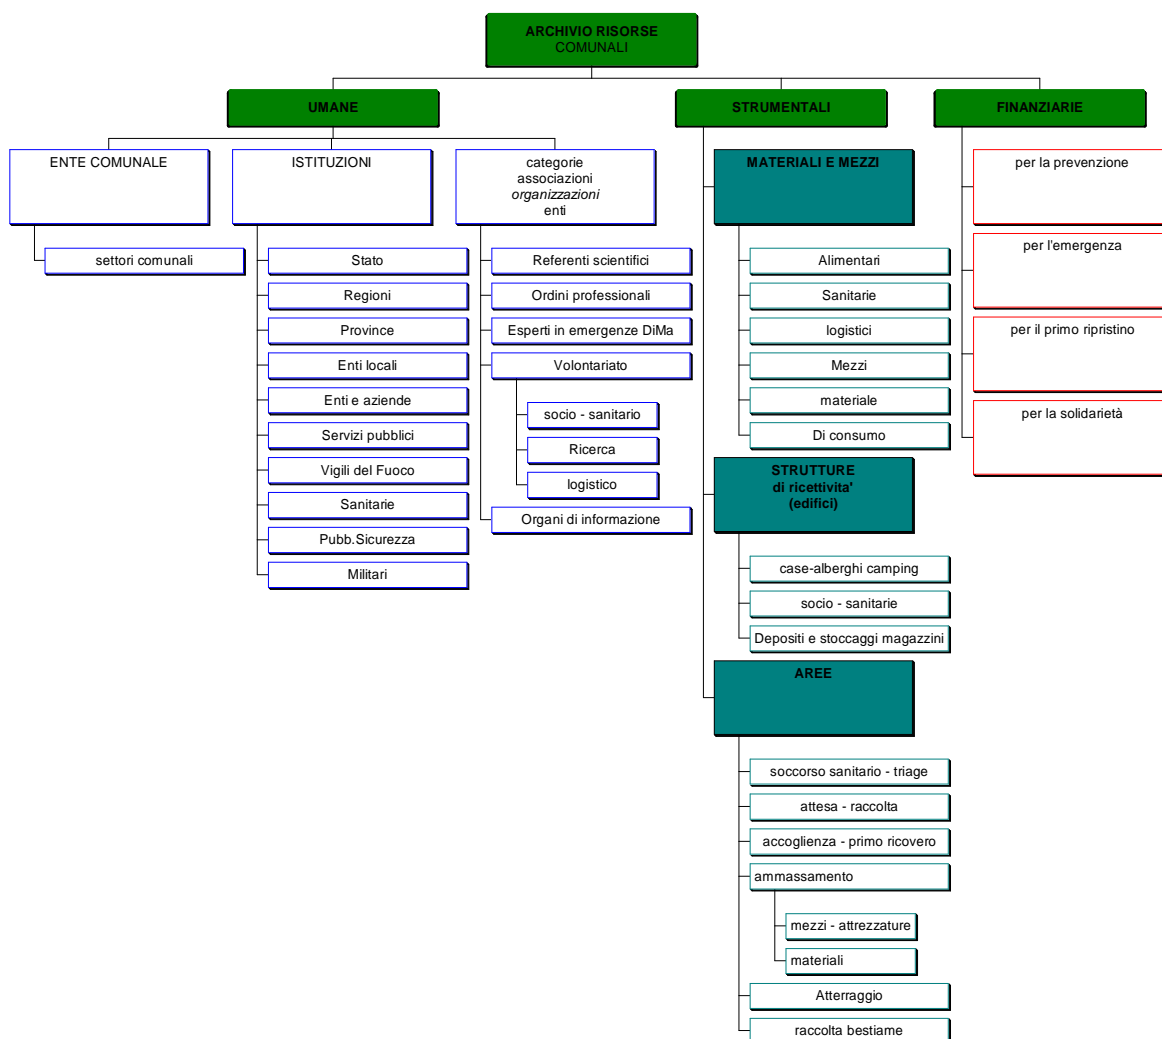 ARCHIVIO RISORSE
COMUNALI
UMANE
STRUMENTALI
FINANZIARIE
ENTE COMUNALE
settori comunali
ISTITUZIONI
Stato
Regioni
Province
Enti locali
Enti e aziende
Servizi pubblici
Vigili del Fuoco
Sanitarie
Pubb.Sicurezza
Militari
categorie
associazioni
organizzazioni
enti
Referenti scientifici
Ordini professionali
Esperti in emergenze DiMa
Volontariato
socio - sanitario
Ricerca
logistico
Organi di informazione
MATERIALI E MEZZI
Alimentari
Sanitarie
logistici
Mezzi
materiale
Di consumo
STRUTTURE
di ricettivita'
(edifici)
case-alberghi camping
socio - sanitarie
Depositi e stoccaggi magazzini
AREE
soccorso sanitario - triage
attesa - raccolta
accoglienza - primo ricovero
ammassamento
mezzi - attrezzature
materiali
Atterraggio
raccolta bestiame
per la prevenzione
per l'emergenza
per il primo ripristino
per la solidarietà